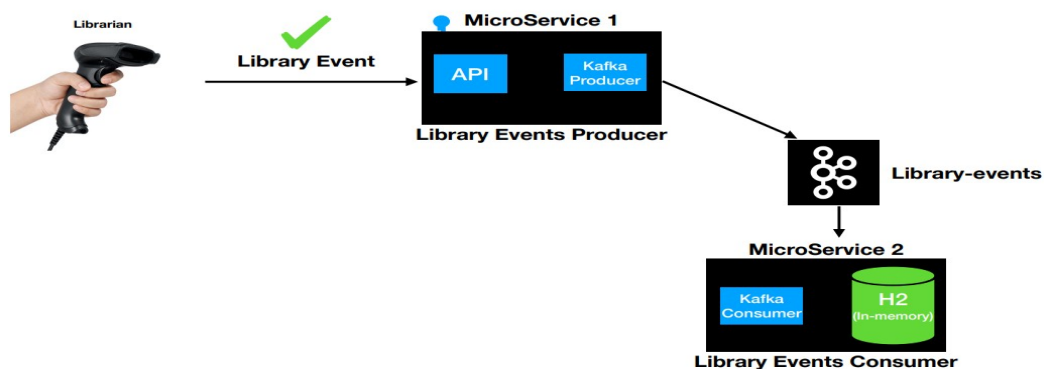 Librarian
MicroService 1
Library Event
API
Kafka
Producer
Library Events Producer
Library-events
MicroService 2
Kafka
Consumer
H2
(In-memory)
Library Events Consumer